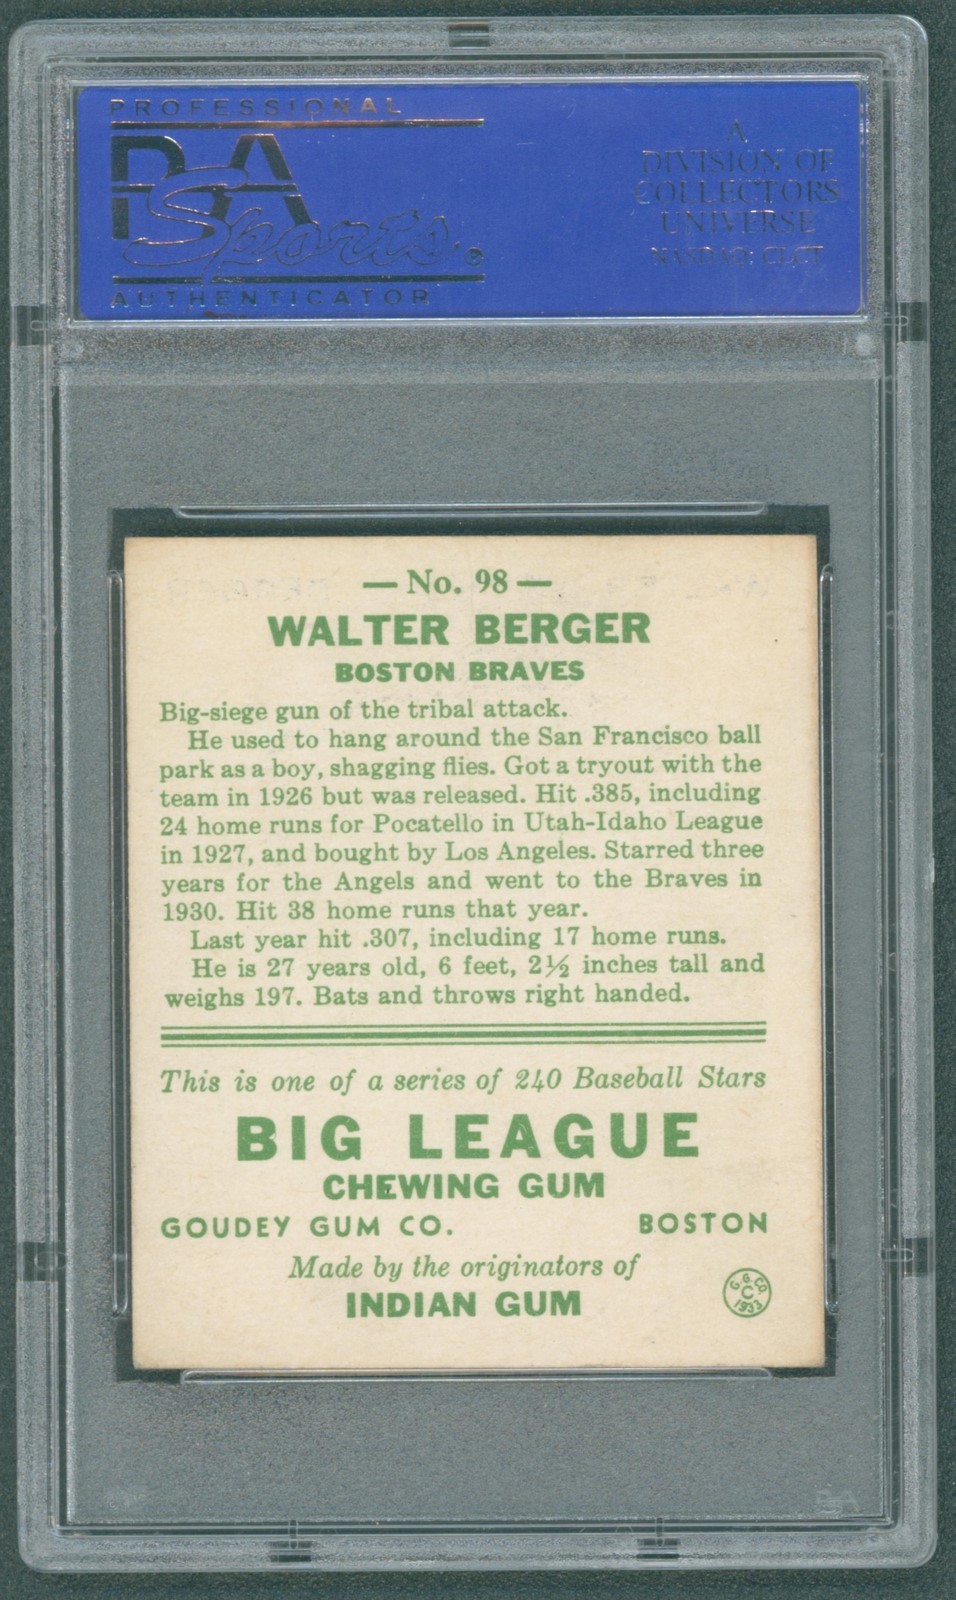 PROFESSIONAL
PSA
Sports
AUTHENTICATOR
A
DIVISION OF
COLLECTORS
UNIVERSE
NASDAQ: CLCT
— No. 98 —
WALTER BERGER
BOSTON BRAVES
Big-siege gun of the tribal attack.
He used to hang around the San Francisco ball
park as a boy, shagging flies. Got a tryout with the
team in 1926 but was released. Hit .385, including
24 home runs for Pocatello in Utah-Idaho League
in 1927, and bought by Los Angeles. Starred three
years for the Angels and went to the Braves in
1930. Hit 38 home runs that year.
Last year hit .307, including 17 home runs.
He is 27 years old, 6 feet, 2½ inches tall and
weighs 197. Bats and throws right handed.
This is one of a series of 240 Baseball Stars
BIG LEAGUE
CHEWING GUM
GOUDEY GUM CO. BOSTON
Made by the originators of
INDIAN GUM
G. G. CO.
C
1933